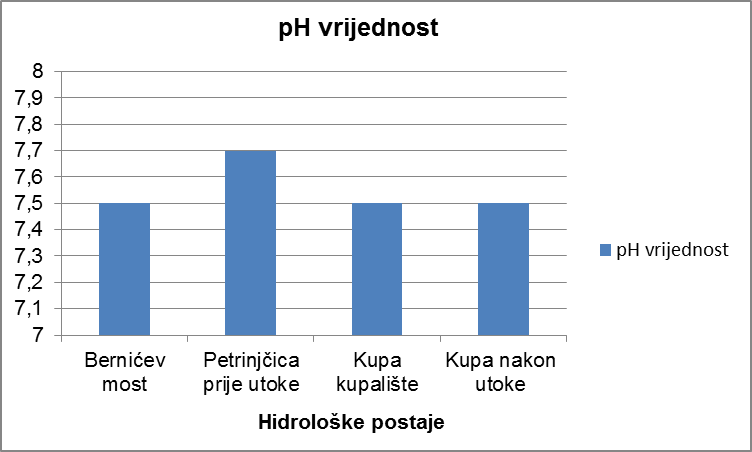 pH vrijednost
8
7,9
7,8
7,7
7,6
7,5
7,4
7,3
7,2
7,1
7
Bernićev
most
Petrinjčica
prije utoke
Kupa
kupalište
Kupa nakon
utoke
Hidrološke postaje
pH vrijednost